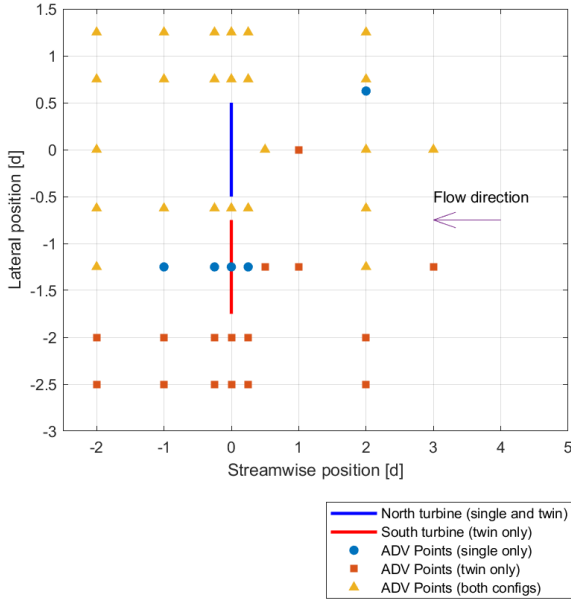 1.5
1
0.5
0
-0.5
-1
-1.5
-2
-2.5
-3
Lateral position [d]
Flow direction
-2 -1 0 1 2 3 4 5
Streamwise position [d]
North turbine (single and twin)
South turbine (twin only)
ADV Points (single only)
ADV Points (twin only)
ADV Points (both configs)